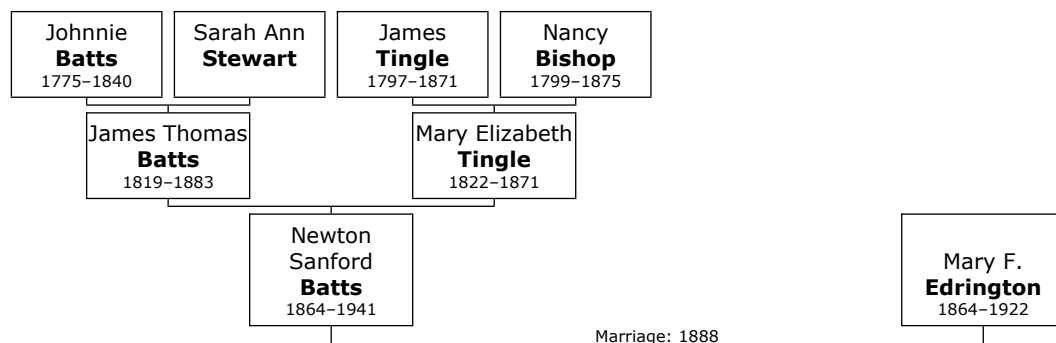 Johnnie
Batts
1775–1840
Sarah Ann
Stewart
James
Tingle
1797–1871
Nancy
Bishop
1799–1875
James Thomas
Batts
1819–1883
Mary Elizabeth
Tingle
1822–1871
Newton
Sanford
Batts
1864–1941
Mary F.
Edrington
1864–1922
Marriage: 1888